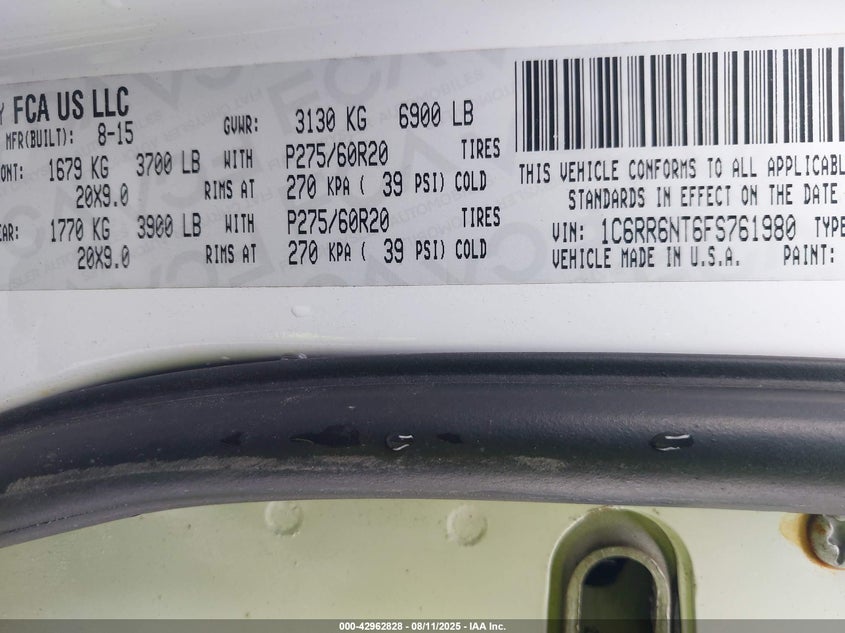 Y FCA US LLC
MFR(BUILT): 8-15 GVWR: 3130 KG 6900 LB
ONT: 1679 KG 3700 LB WITH P275/60R20 TIRES
20X9.0 RIMS AT 270 KPA ( 39 PSI) COLD
EAR: 1770 KG 3900 LB WITH P275/60R20 TIRES
20X9.0 RIMS AT 270 KPA ( 39 PSI) COLD
THIS VEHICLE CONFORMS TO ALL APPLICABL
STANDARDS IN EFFECT ON THE DATE
VIN: 1C6RR6NT6FS761980 TYPE
VEHICLE MADE IN U.S.A. PAINT:
000-42962828 - 08/11/2025 - IAA Inc.